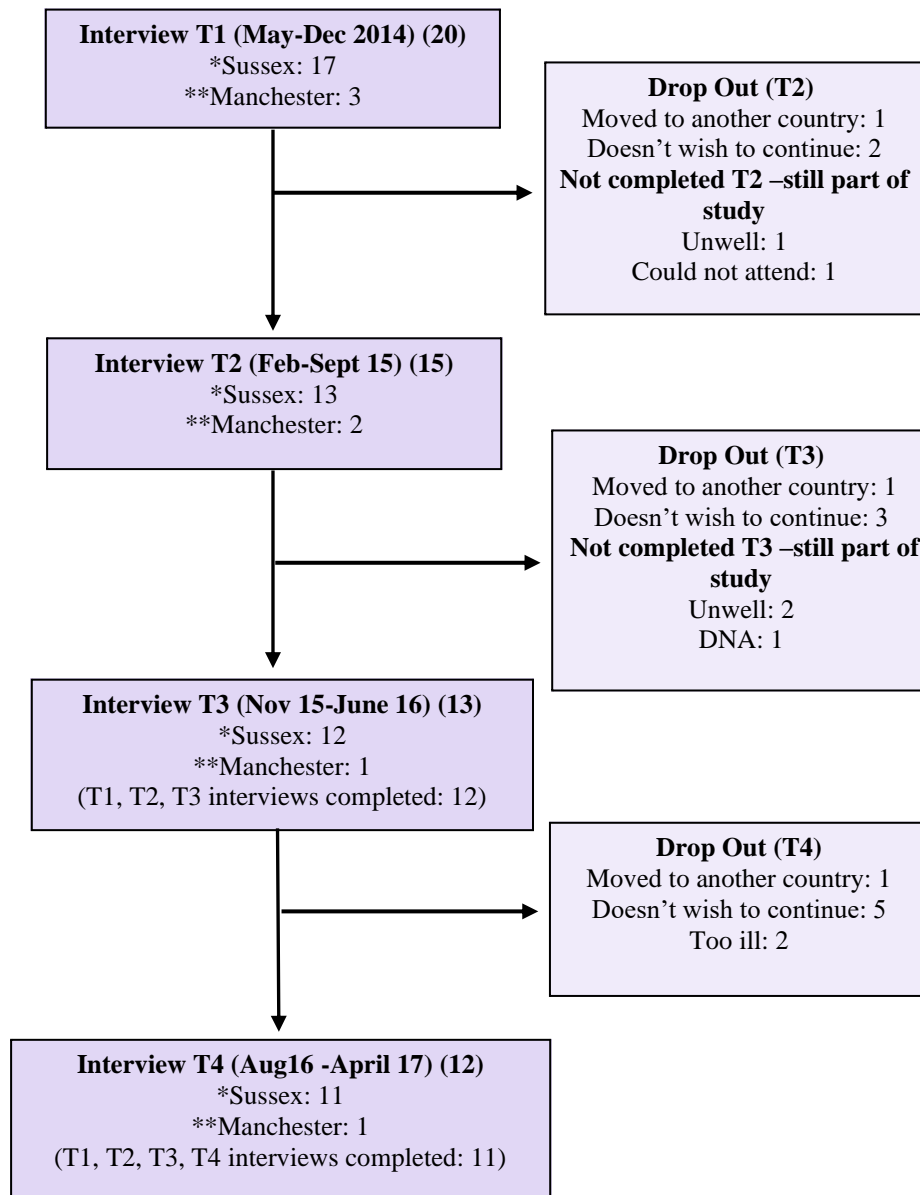 Interview T1 (May-Dec 2014) (20)
*Sussex: 17
**Manchester: 3
Drop Out (T2)
Moved to another country: 1
Doesn’t wish to continue: 2
Not completed T2 –still part of
study
Unwell: 1
Could not attend: 1
Interview T2 (Feb-Sept 15) (15)
*Sussex: 13
**Manchester: 2
Drop Out (T3)
Moved to another country: 1
Doesn’t wish to continue: 3
Not completed T3 –still part of
study
Unwell: 2
DNA: 1
Interview T3 (Nov 15-June 16) (13)
*Sussex: 12
**Manchester: 1
(T1, T2, T3 interviews completed: 12)
Drop Out (T4)
Moved to another country: 1
Doesn’t wish to continue: 5
Too ill: 2
Interview T4 (Aug16 -April 17) (12)
*Sussex: 11
**Manchester: 1
(T1, T2, T3, T4 interviews completed: 11)